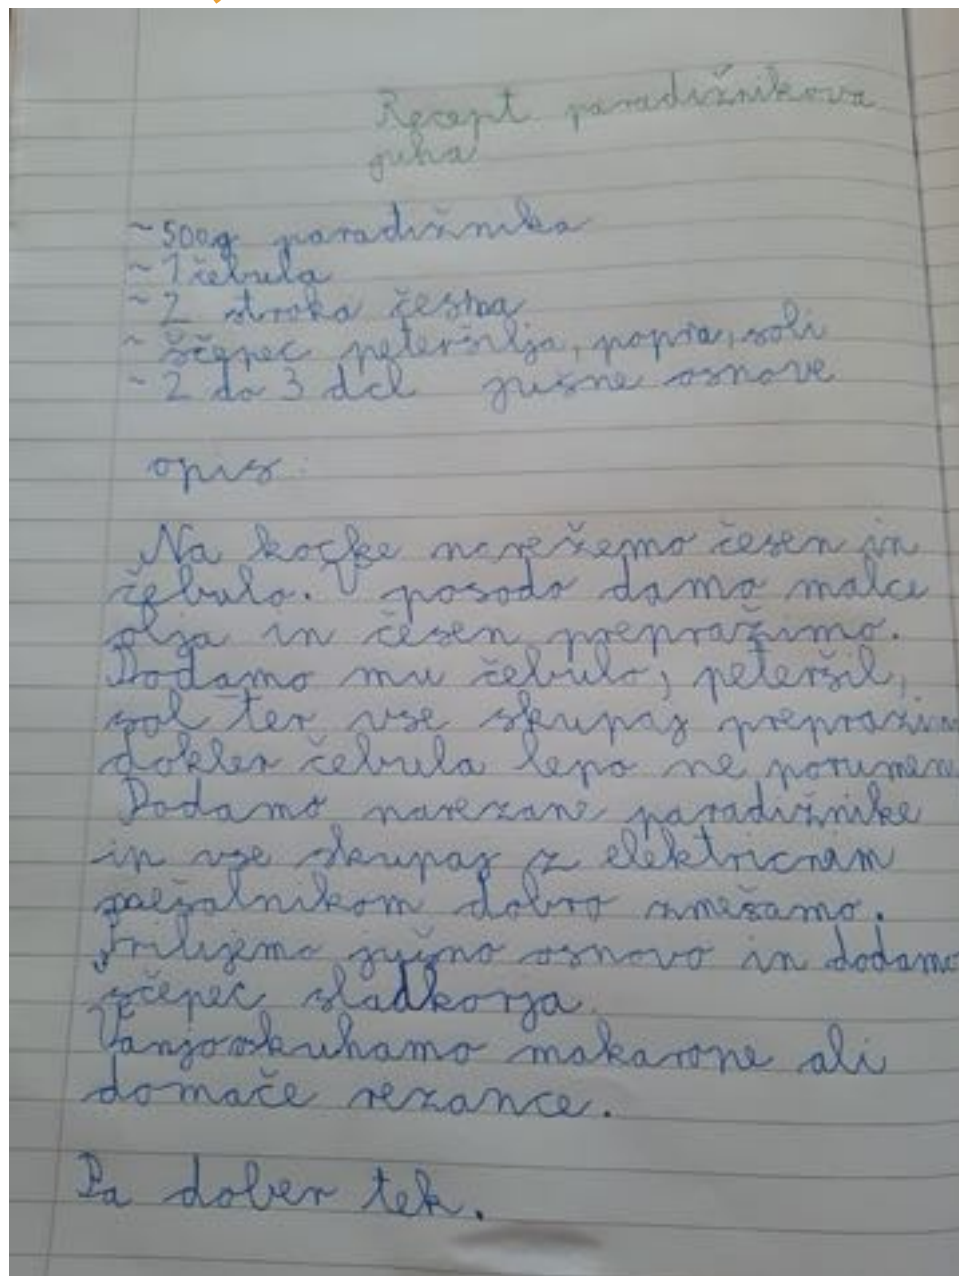 Recept paradižnikova
juha
~ 500g paradižnika
~ 1 čebula
~ 2 stroka česna
~ ščepec peteršilja, popra, soli
~ 2 do 3 dcl jušne osnove
opis:
Na kocke narežemo česen in
čebulo. V posodo damo malce
olja in česen prepražimo.
Dodamo mu čebulo, peteršil,
sol ter vse skupaj prepražim
dokler čebula lepo ne porumene
Dodamo narezane paradižnike
in vse skupaj z električnim
mešalnikom dobro zmešamo.
Prilijemo jušno osnovo in dodamo
ščepec sladkorja.
Vanjo skuhamo makarone ali
domače rezance.
Pa dober tek.